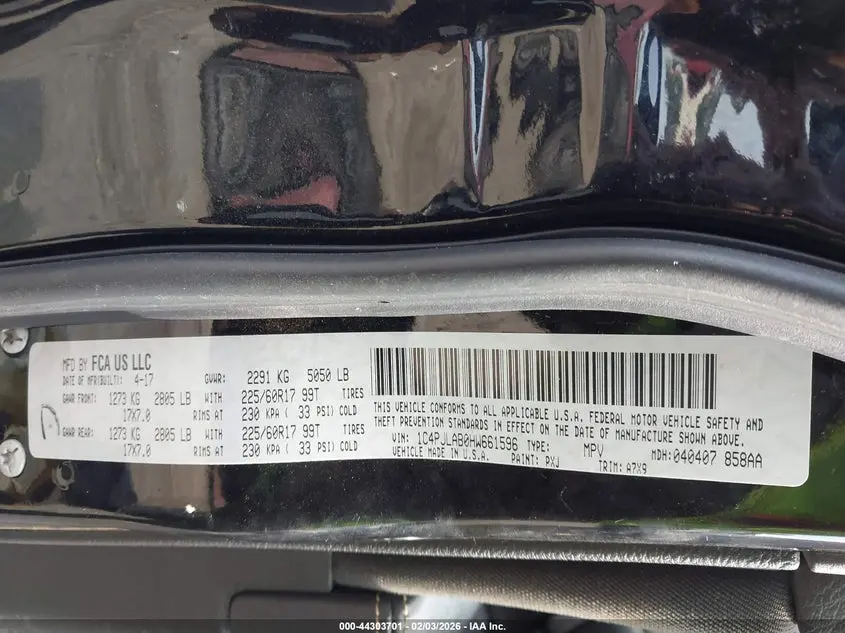 MFD BY FCA US LLC
DATE OF MFR(BUILT): 4-17 GVWR: 2291 KG 5050 LB
GAWR FRONT: 1273 KG 2805 LB WITH 225/60R17 99T TIRES
17X7.0 RIMS AT 230 KPA ( 33 PSI) COLD
GAWR REAR: 1273 KG 2805 LB WITH 225/60R17 99T TIRES
17X7.0 RIMS AT 230 KPA ( 33 PSI) COLD
THIS VEHICLE CONFORMS TO ALL APPLICABLE U.S.A. FEDERAL MOTOR VEHICLE SAFETY AND
THEFT PREVENTION STANDARDS IN EFFECT ON THE DATE OF MANUFACTURE SHOWN ABOVE.
VIN: 1C4PJLAB0HW661596 TYPE: MPV MDH: 040407 858AA
VEHICLE MADE IN U.S.A. PAINT: PXJ TRIM: A7X9
000-44303701 - 02/03/2026 - IAA Inc.